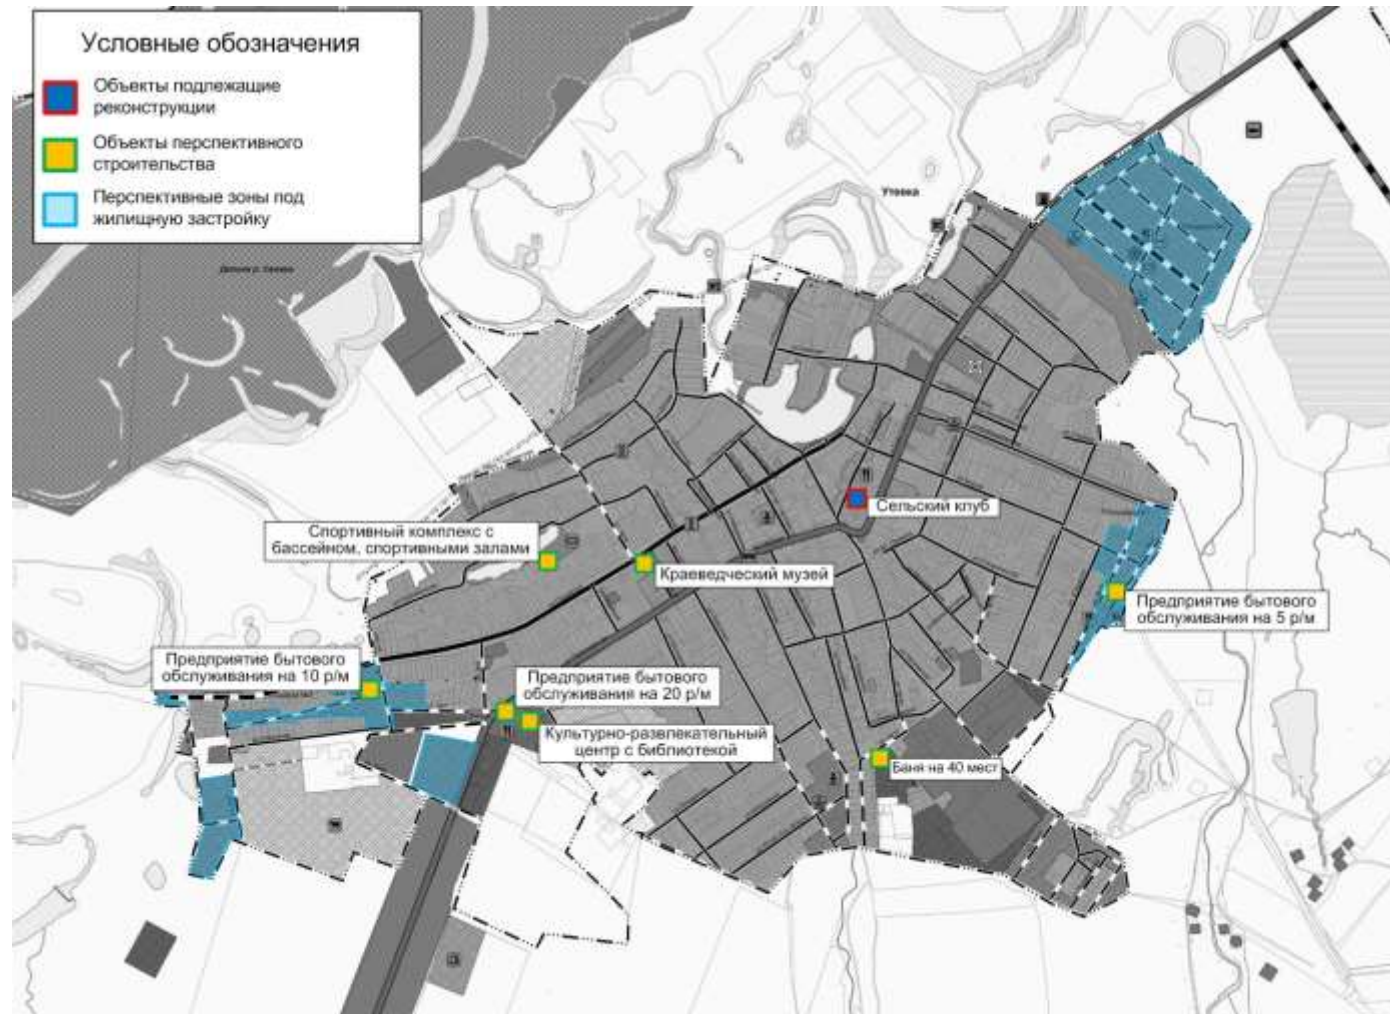 Условные обозначения
Объекты подлежащие
реконструкции
Объекты перспективного
строительства
Перспективные зоны под
жилищную застройку
Утевка
Сельский клуб
Спортивный комплекс с
бассейном, спортивными залами
Краеведческий музей
Предприятие бытового
обслуживания на 5 р/м
Предприятие бытового
обслуживания на 10 р/м
Предприятие бытового
обслуживания на 20 р/м
Культурно-развлекательный
центр с библиотекой
Баня на 40 мест